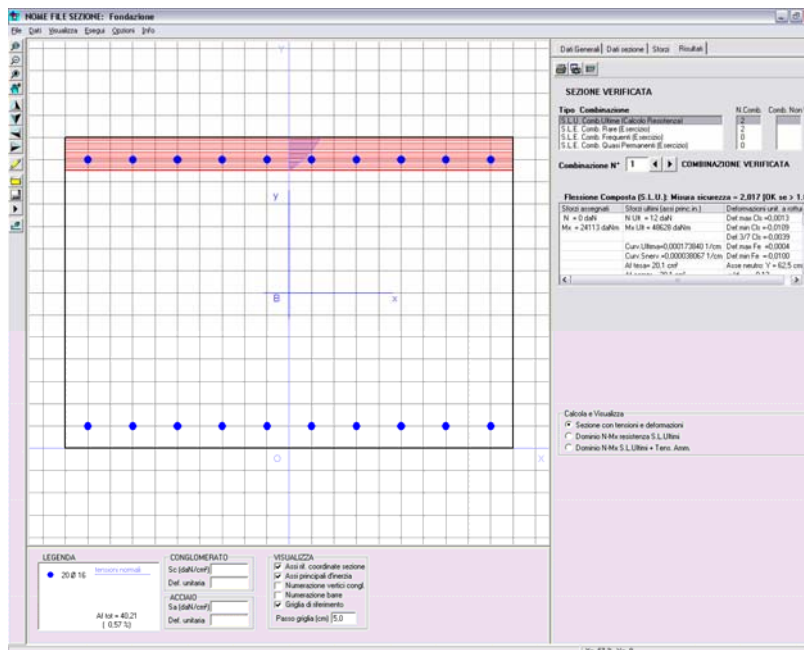 NOME FILE SEZIONE: Fondazione
File Dati Visualizza Esegui Opzioni Info
Dati Generali Dati sezione Sforzi Risultati
SEZIONE VERIFICATA
Tipo Combinazione N.Comb. Comb. Non
S.L.U. Comb.Ultime (Calcolo Resistenza) 2
S.L.E. Comb. Rare (Esercizio) 2
S.L.E. Comb. Frequenti (Esercizio) 0
S.L.E. Comb. Quasi Permanenti (Esercizio) 0
Combinazione N° 1 COMBINAZIONE VERIFICATA
Flessione Composta (S.L.U.): Misura sicurezza = 2,017 [OK se > 1.
Sforzi assegnati Sforzi ultimi (assi princ.in.) Deformazioni unit. a rottu
N = 0 daN N Ult = 12 daN Def.max Cls =0,0013
Mx = 24113 daNm Mx Ult = 48628 daNm Def.min Cls =-0,0109
Def.3/7 Cls =-0,0039
Curv.Ultima=0,000173840 1/cm Def.max Fe =0,0004
Curv.Snerv.=0,000038067 1/cm Def.min Fe =-0,0100
Af tesa= 20,1 cm² Asse neutro: Y = 62,5 cm
Y
y
B
x
O
X
Calcola e Visualizza
Sezione con tensioni e deformazioni
Dominio N-Mx resistenza S.L.Ultimi
Dominio N-Mx S.L.Ultimi + Tens. Amm.
LEGENDA
20 Ø 16 tensioni normali
Af tot = 40,21
( 0,57 %)
CONGLOMERATO
Sc (daN/cm²)
Def. unitaria
ACCIAIO
Sa (daN/cm²)
Def. unitaria
VISUALIZZA
Assi rif. coordinate sezione
Assi principali d'inerzia
Numerazione vertici congl.
Numerazione barre
Griglia di riferimento
Passo griglia (cm) 5,0